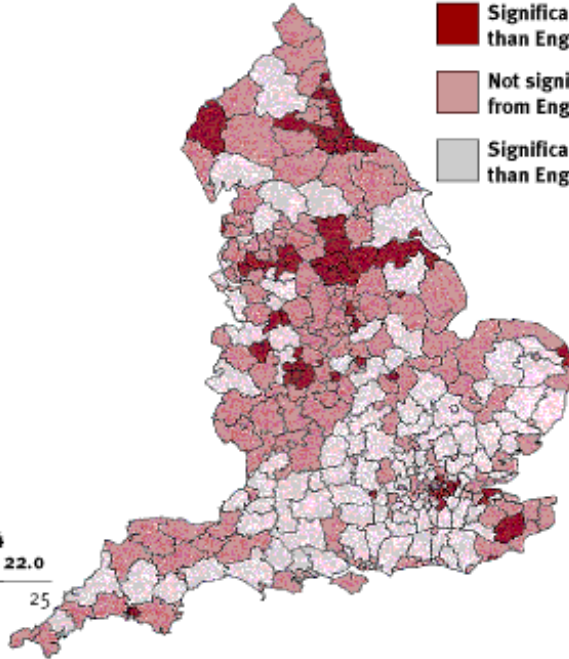 Significa
than Eng
Not signi
from Eng
Significa
than Eng
22.0
25